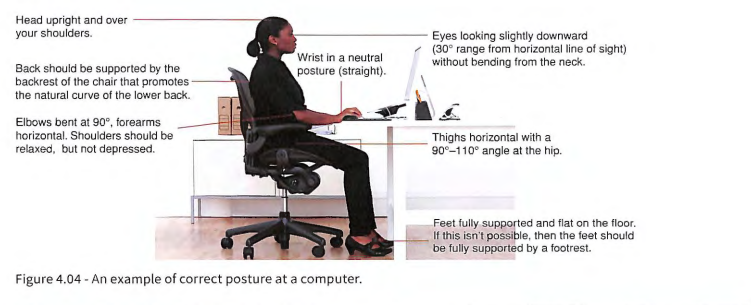 Head upright and over
your shoulders.
Eyes looking slightly downward
(30° range from horizontal line of sight)
without bending from the neck.
Wrist in a neutral
posture (straight).
Back should be supported by the
backrest of the chair that promotes
the natural curve of the lower back.
Elbows bent at 90°, forearms
horizontal. Shoulders should be
relaxed, but not depressed.
Thighs horizontal with a
90°–110° angle at the hip.
Feet fully supported and flat on the floor.
If this isn't possible, then the feet should
be fully supported by a footrest.
Figure 4.04 - An example of correct posture at a computer.